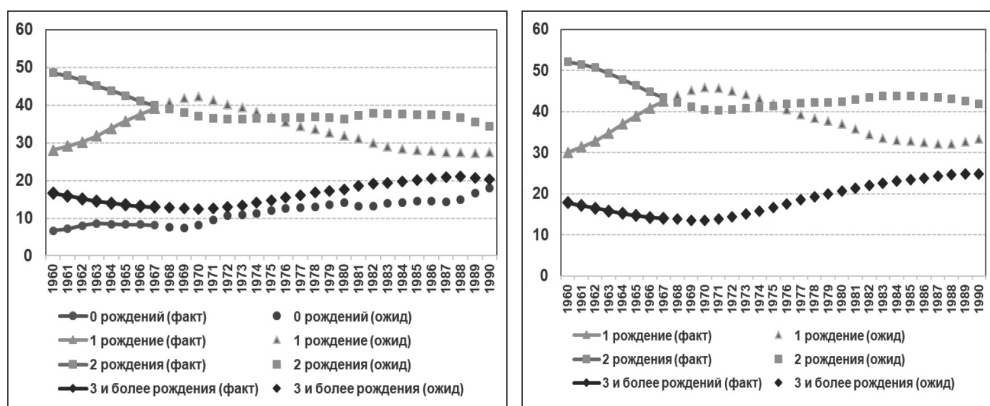 60
50
40
30
20
10
0
1960 1961 1962 1963 1964 1965 1966 1967 1968 1969 1970 1971 1972 1973 1974 1975 1976 1977 1978 1979 1980 1981 1982 1983 1984 1985 1986 1987 1988 1989 1990
0 рождений (факт) 0 рождений (ожид)
1 рождение (факт) 1 рождение (ожид)
2 рождения (факт) 2 рождения (ожид)
3 и более рождения (факт) 3 и более рождения (ожид)
60
50
40
30
20
10
0
1960 1961 1962 1963 1964 1965 1966 1967 1968 1969 1970 1971 1972 1973 1974 1975 1976 1977 1978 1979 1980 1981 1982 1983 1984 1985 1986 1987 1988 1989 1990
1 рождение (факт) 1 рождение (ожид)
2 рождения (факт) 2 рождения (ожид)
3 и более рождений (факт) 3 и более рождения (ожид)